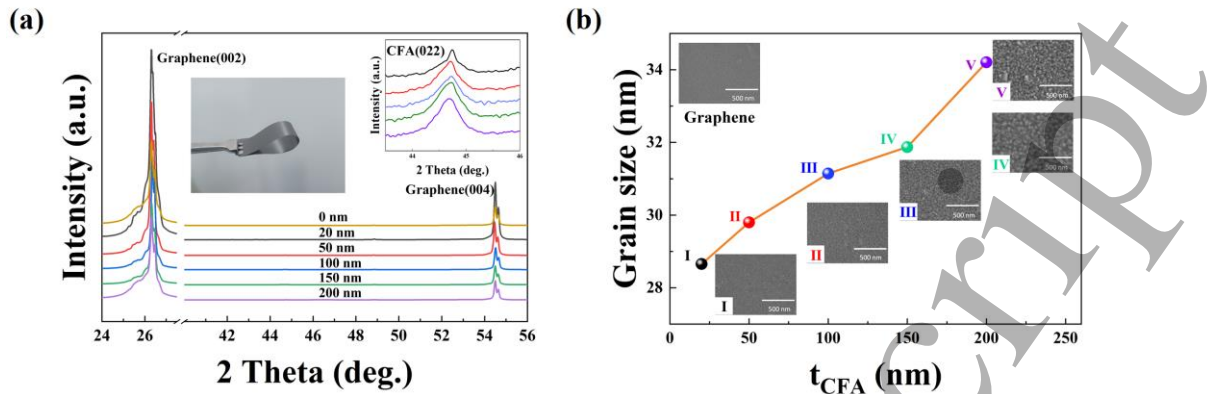 (a)
Graphene(002)
CFA(022)
Intensity (a.u.)
44
45
46
2 Theta (deg.)
Graphene(004)
0 nm
20 nm
50 nm
100 nm
150 nm
200 nm
Intensity (a.u.)
24
26
42
44
46
48
50
52
54
56
2 Theta (deg.)
(b)
Grain size (nm)
34
32
30
28
500 nm
Graphene
V
500 nm
V
IV
500 nm
IV
III
500 nm
III
II
500 nm
II
I
500 nm
I
0
50
100
150
200
250
tCFA (nm)
cript